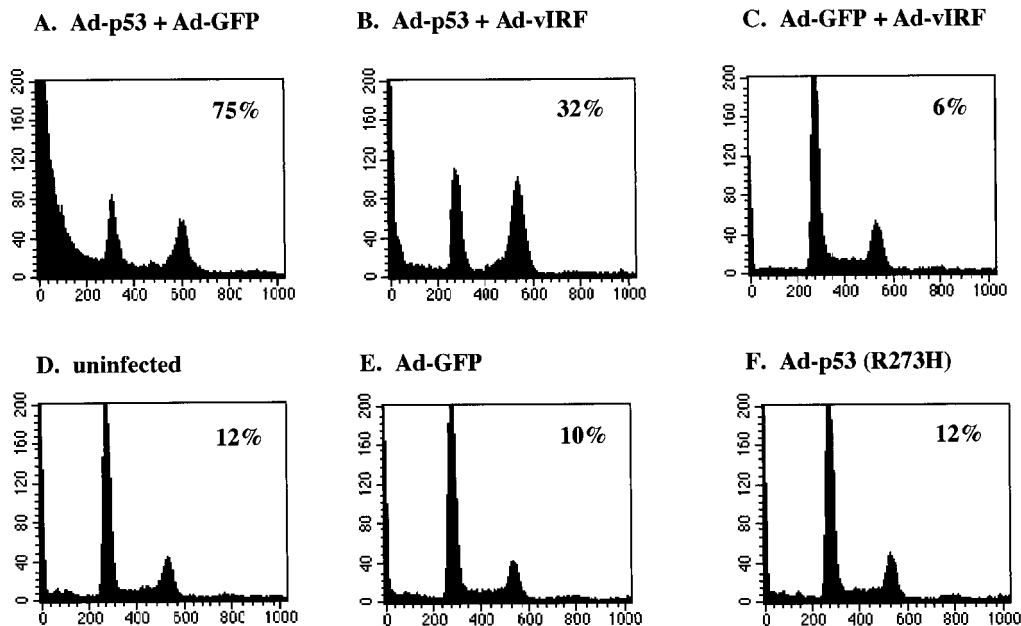 A. Ad-p53 + Ad-GFP
B. Ad-p53 + Ad-vIRF
C. Ad-GFP + Ad-vIRF
75%
32%
6%
0 40 80 120 160 200
0 200 400 600 800 1000
0 40 80 120 160 200
0 200 400 600 800 1000
0 40 80 120 160 200
0 200 400 600 800 1000
D. uninfected
E. Ad-GFP
F. Ad-p53 (R273H)
12%
10%
12%
0 40 80 120 160 200
0 200 400 600 800 1000
0 40 80 120 160 200
0 200 400 600 800 1000
0 40 80 120 160 200
0 200 400 600 800 1000